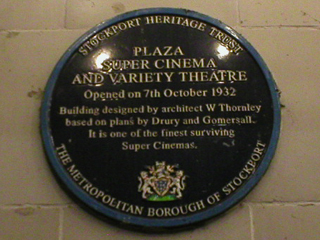 STOCKPORT HERITAGE TRUST
PLAZA
SUPER CINEMA
AND VARIETY THEATRE
Opened on 7th October 1932
Building designed by architect W Thornley
based on plans by Drury and Gomersall.
It is one of the finest surviving
Super Cinemas.
THE METROPOLITAN BOROUGH OF STOCKPORT